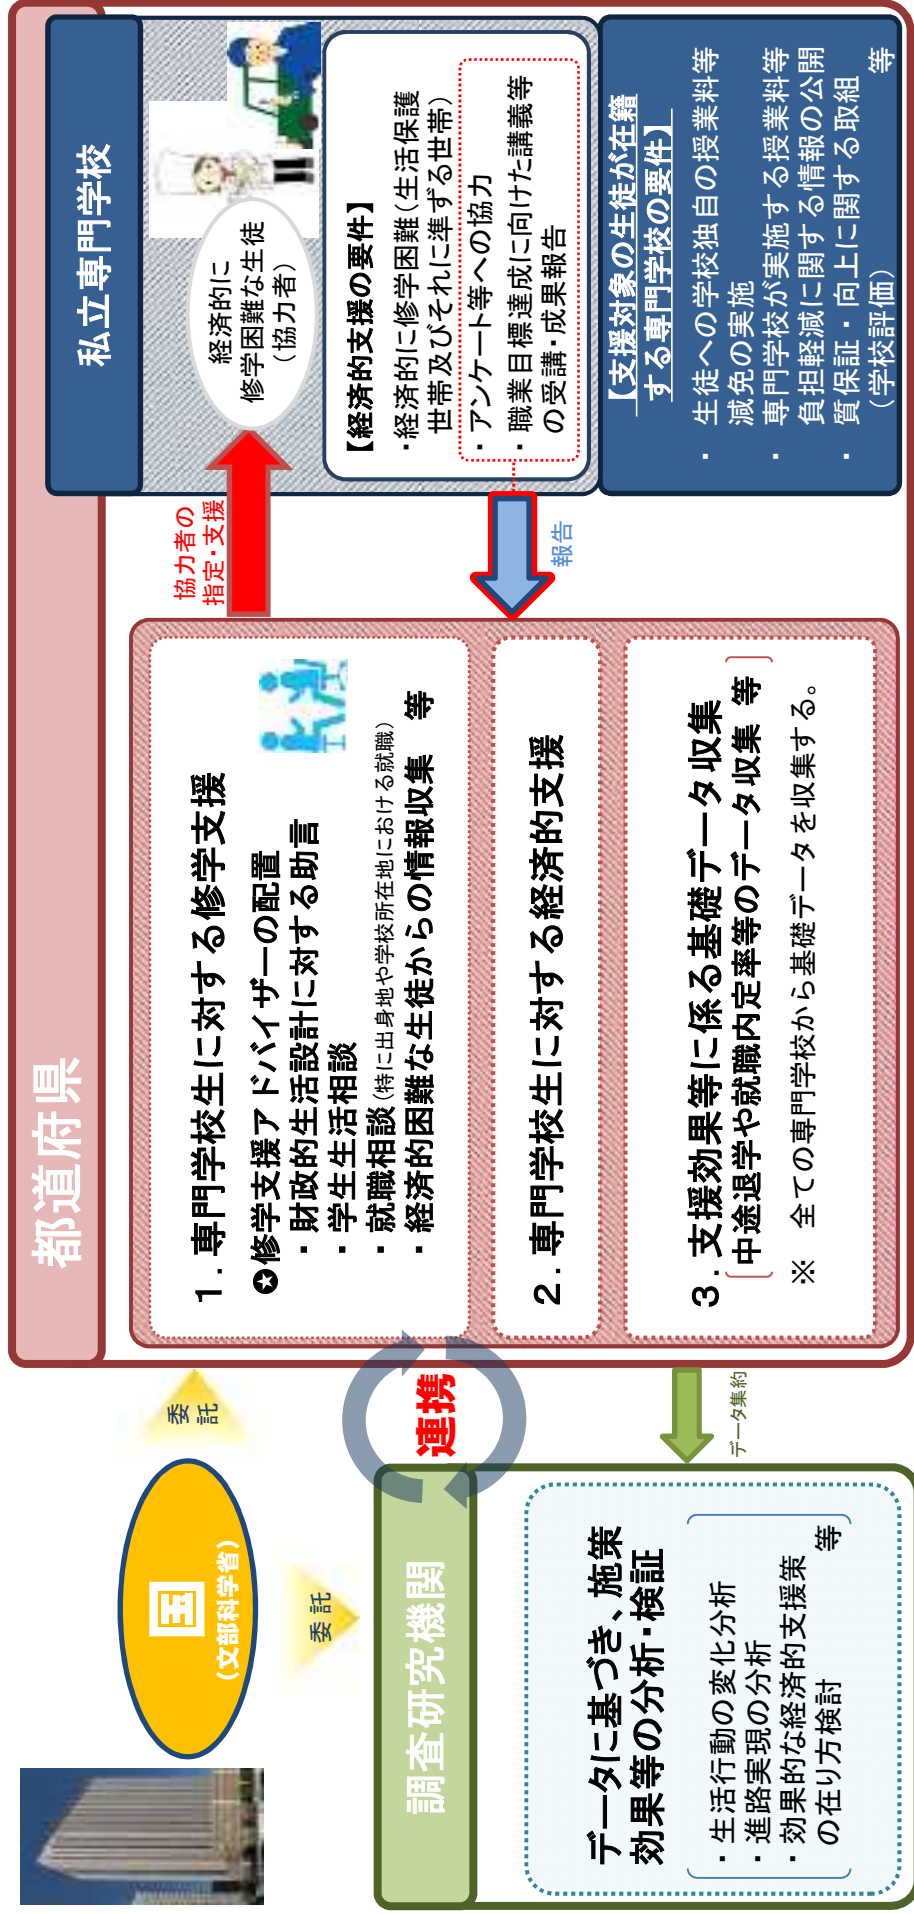 国
(文部科学省)
委託
委託
調査研究機関
データに基づき、施策
効果等の分析・検証
・生活行動の変化分析
・進路実現の分析
・効果的な経済的支援策
の在り方検討
等
連携
データ集約
都道府県
1.専門学校生に対する修学支援
✪修学支援アドバイザーの配置
・財政的生活設計に対する助言
・学生生活相談
・就職相談(特に出身地や学校所在地における就職)
・経済的困難な生徒からの情報収集 等
2.専門学校生に対する経済的支援
3.支援効果等に係る基礎データ収集
中途退学や就職内定率等のデータ収集 等
※ 全ての専門学校から基礎データを収集する。
協力者の
指定・支援
報告
私立専門学校
経済的に
修学困難な生徒
(協力者)
【経済的支援の要件】
・経済的に修学困難(生活保護
世帯及びそれに準ずる世帯)
・アンケート等への協力
・職業目標達成に向けた講義等
の受講・成果報告
【支援対象の生徒が在籍
する専門学校の要件】
・ 生徒への学校独自の授業料等
減免の実施
・ 専門学校が実施する授業料等
負担軽減に関する情報の公開
・ 質保証・向上に関する取組
(学校評価) 等